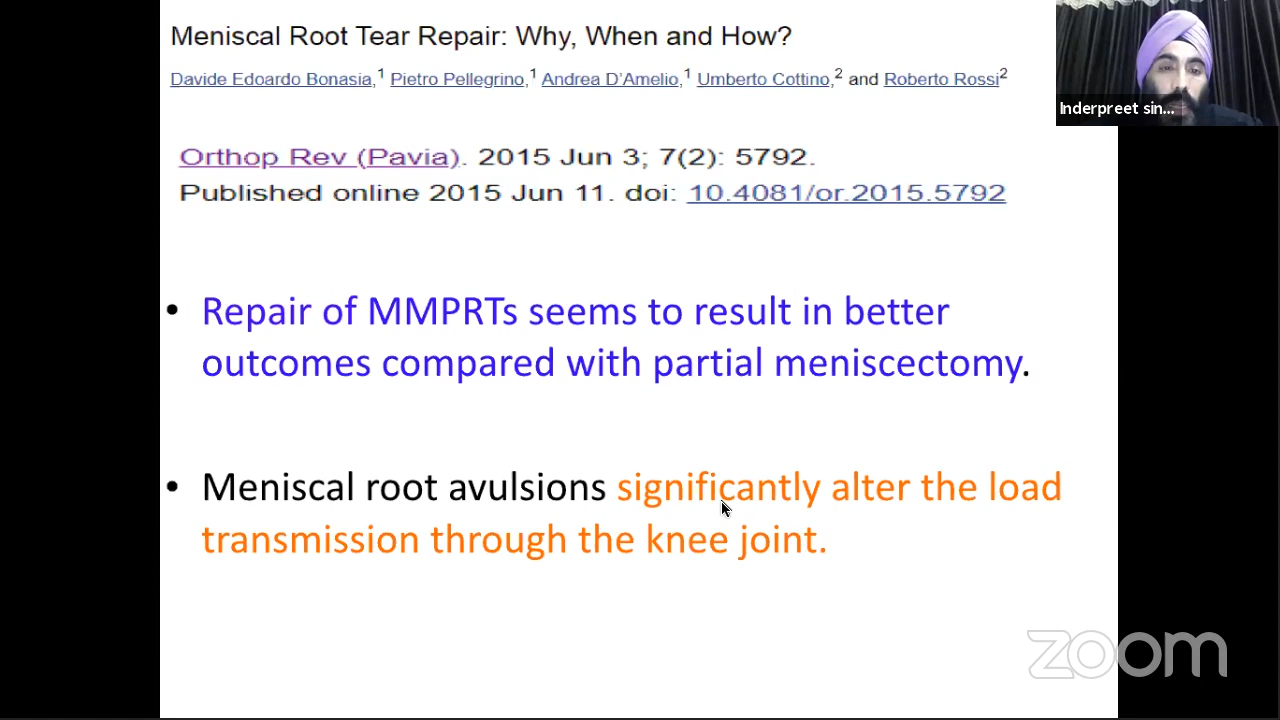 Meniscal Root Tear Repair: Why, When and How?
Davide Edoardo Bonasia,1 Pietro Pellegrino,1 Andrea D'Amelio,1 Umberto Cottino,2 and Roberto Rossi2
Inderpreet sin...
Orthop Rev (Pavia). 2015 Jun 3; 7(2): 5792.
Published online 2015 Jun 11. doi: 10.4081/or.2015.5792
• Repair of MMPRTs seems to result in better
outcomes compared with partial meniscectomy.
• Meniscal root avulsions significantly alter the load
transmission through the knee joint.
zoom